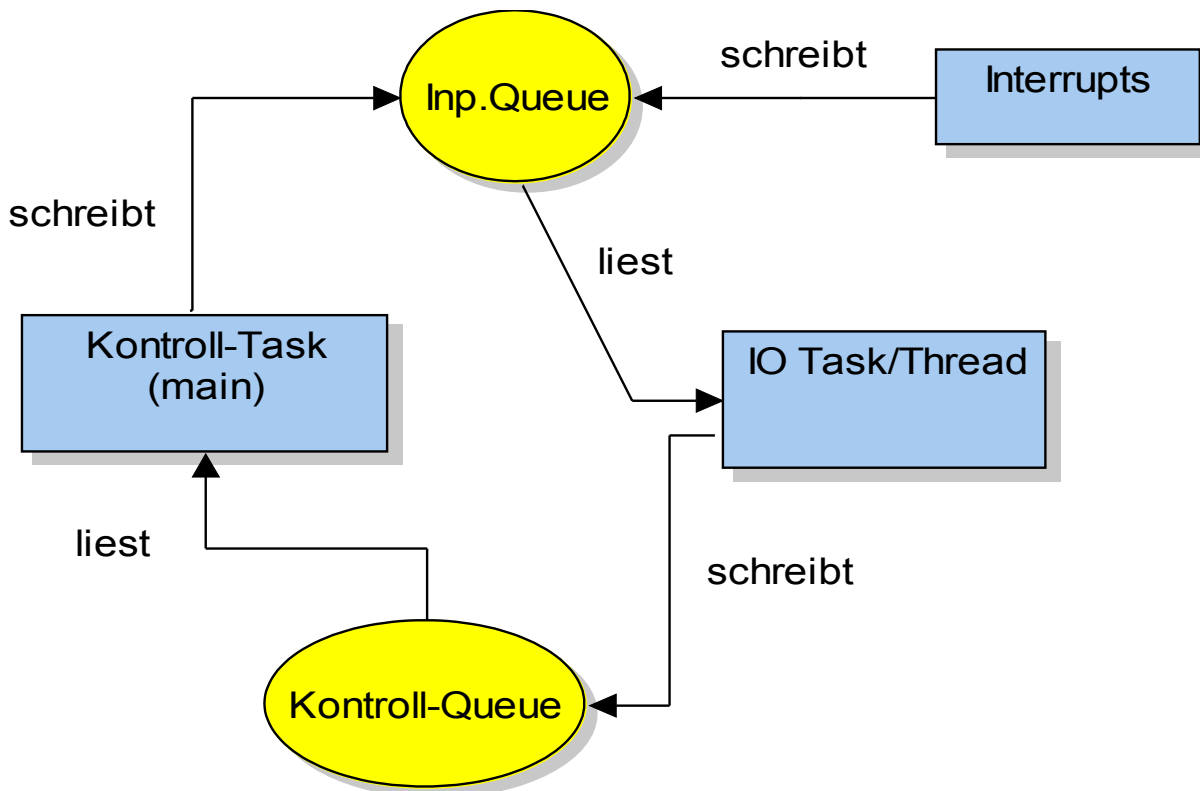 schreibt
Interrupts
Inp.Queue
schreibt
liest
Kontroll-Task
(main)
IO Task/Thread
liest
schreibt
Kontroll-Queue